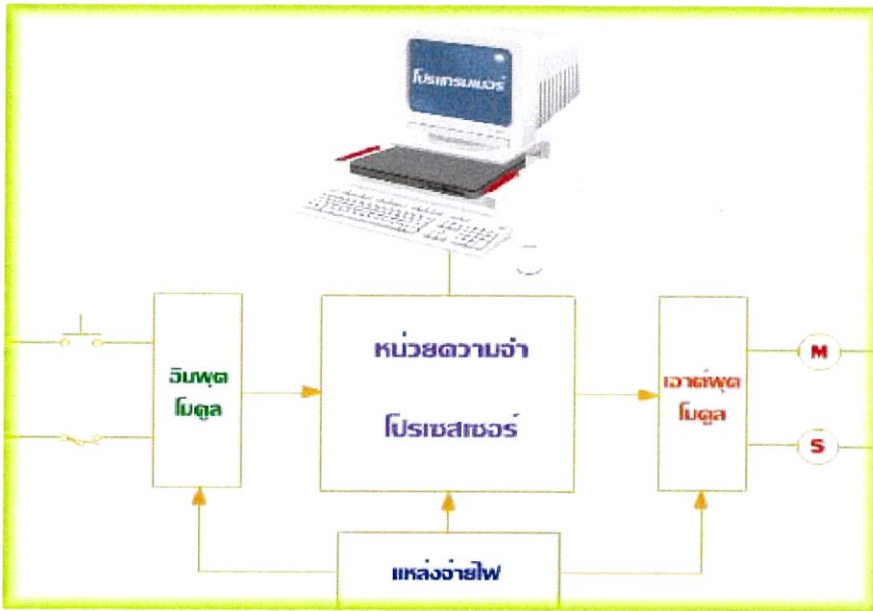 โปรแกรมเมอร์
อินพุต
โมดูล
หน่วยความจำ
โปรเซสเซอร์
เอาต์พุต
โมดูล
M
S
แหล่งจ่ายไฟ